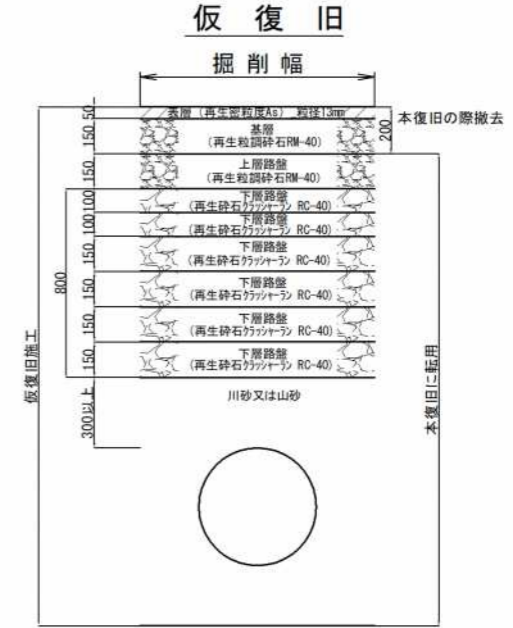 仮復旧
掘削幅
表層(再生密粒度As)_粒径13mm
50
本復旧の際撤去
200
基層
(再生粒調砕石RM-40)
150
上層路盤
(再生粒調砕石RM-40)
150
下層路盤
(再生砕石クラッシャーラン RC-40)
100
下層路盤
(再生砕石クラッシャーラン RC-40)
100
下層路盤
(再生砕石クラッシャーラン RC-40)
150
800
下層路盤
(再生砕石クラッシャーラン RC-40)
150
下層路盤
(再生砕石クラッシャーラン RC-40)
150
下層路盤
(再生砕石クラッシャーラン RC-40)
150
川砂又は山砂
300以上
仮復旧施工
本復旧に転用